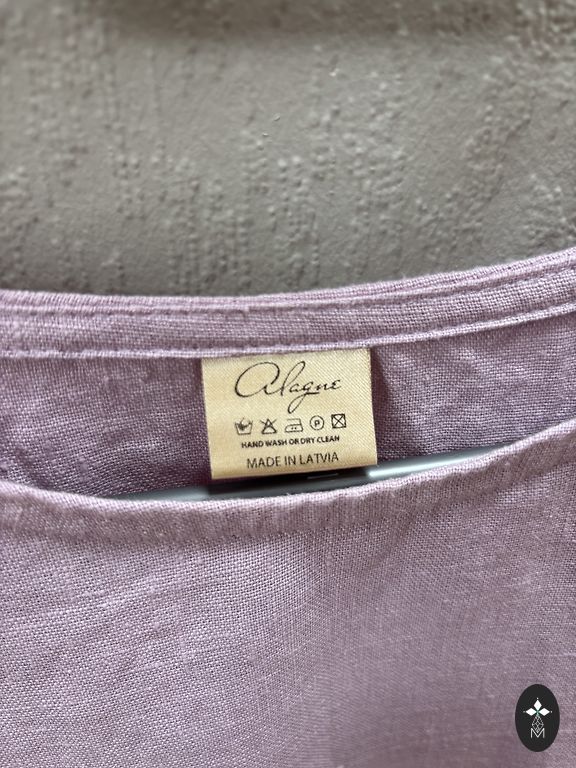 Alagne
P
HAND WASH OR DRY CLEAN
MADE IN LATVIA
M